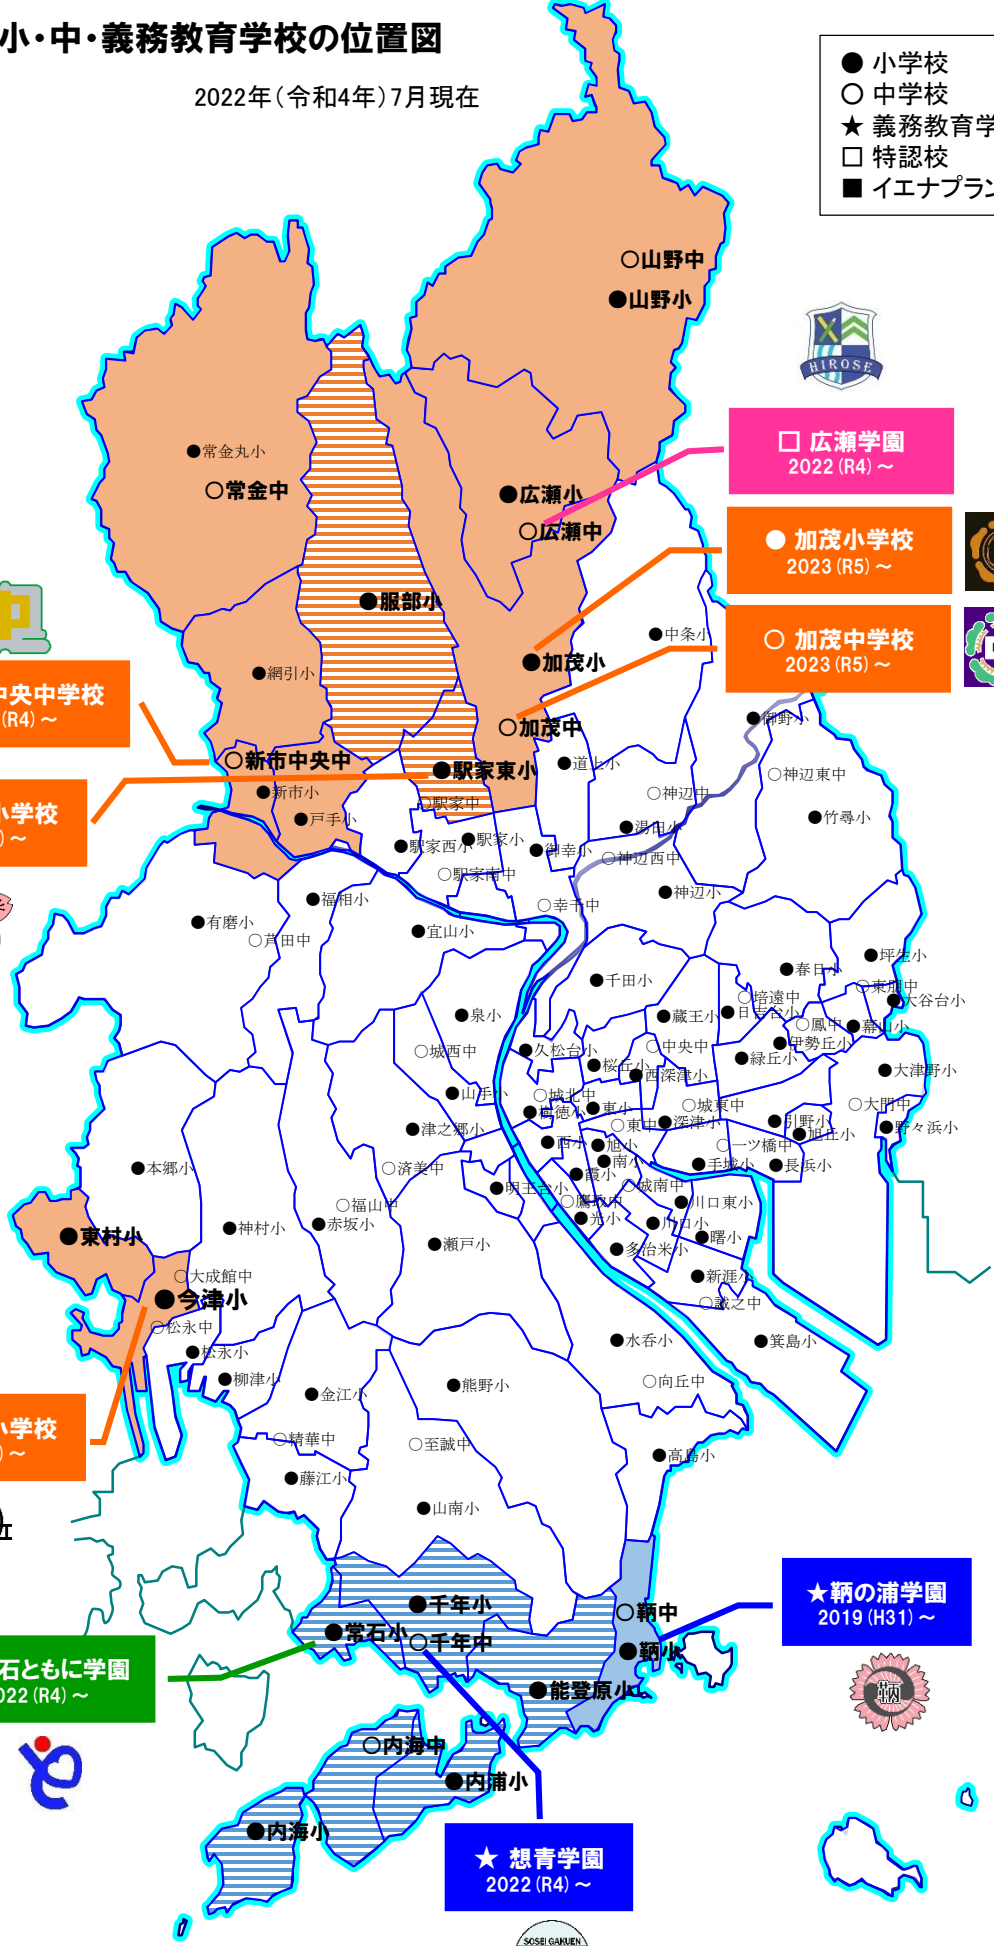 小・中・義務教育学校の位置図
2022年(令和4年)7月現在
● 小学校
○ 中学校
★ 義務教育学
□ 特認校
■ イエナプラン
○山野中
●山野小
HIROSE
□ 広瀬学園
2022(R4)~
●常金丸小
○常金中
●広瀬小
○広瀬中
● 加茂小学校
2023(R5)~
●服部小
○ 加茂中学校
2023(R5)~
●中条小
●加茂小
●網引小
中央中学校
(R4)~
○加茂中
●御野小
○新市中央中
●駅家東小
●道上小
○神辺東中
●新市小
○駅家中
○神辺中
小学校
)~
●戸手小
●竹尋小
●湯田小
●駅家西小
●駅家小
●御幸小
○神辺西中
○駅家南中
●神辺小
●福相小
○幸千中
●有磨小
○芦田中
●宜山小
●坪生小
●春日小
●千田小
○東朋中
○培遠中
●大谷台小
●日吉台小
●泉小
●蔵王小
○鳳中
●幕山小
●伊勢丘小
○城西中
●久松台小
○中央中
●緑丘小
●桜丘小
●西深津小
●大津野小
●山手小
○城北中
○城東中
○大門中
●樹徳小
●東小
○東中
●深津小
●引野小
●旭丘小
●野々浜小
●津之郷小
●西小
●旭小
○一ツ橋中
●南小
●手城小
●長浜小
●本郷小
○済美中
●霞小
●明王台小
○城南中
○鷹取中
●川口東小
○福山中
●光小
●東村小
●神村小
●赤坂小
●川口小
●曙小
●瀬戸小
●多治米小
○大成館中
●新涯小
●今津小
○誠之中
○松永中
●松永小
●水呑小
●箕島小
●柳津小
●金江小
●熊野小
○向丘中
小学校
)~
○精華中
○至誠中
●高島小
●藤江小
●山南小
★鞆の浦学園
2019(H31)~
●千年小
○鞆中
●常石小
○千年中
●鞆小
石ともに学園
2022(R4)~
●能登原小
鞆
○内海中
●内浦小
●内海小
★ 想青学園
2022(R4)~
SOSEI GAKUEN